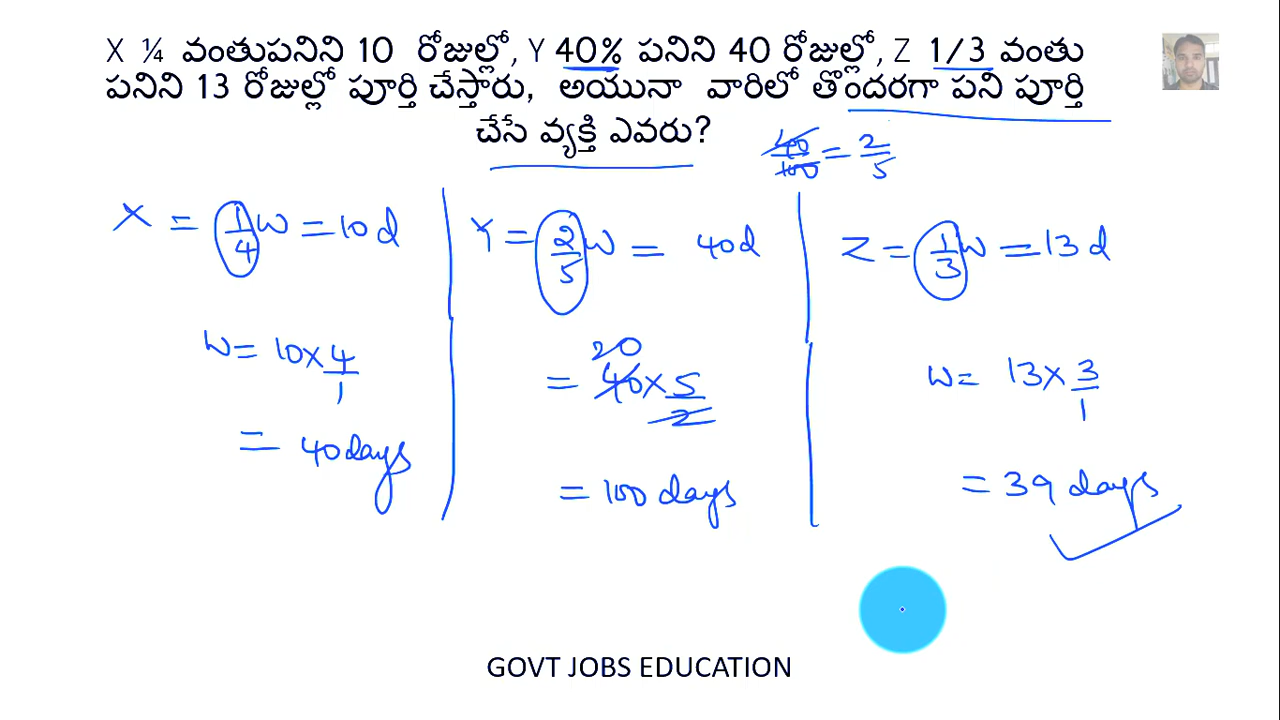 X ¼ వంతుపనిని 10 రోజుల్లో, Y 40% పనిని 40 రోజుల్లో, Z 1/3 వంతు
పనిని 13 రోజుల్లో పూర్తి చేస్తారు, అయునా వారిలో తొందరగా పని పూర్తి
చేసే వ్యక్తి ఎవరు?
40/100 = 2/5
X = 1/4 W = 10 d
W = 10 x 4/1
= 40 days
Y = 2/5 W = 40d
20
= 40 x 5/2
= 100 days
Z = 1/3 W = 13 d
W = 13 x 3/1
= 39 days
GOVT JOBS EDUCATION